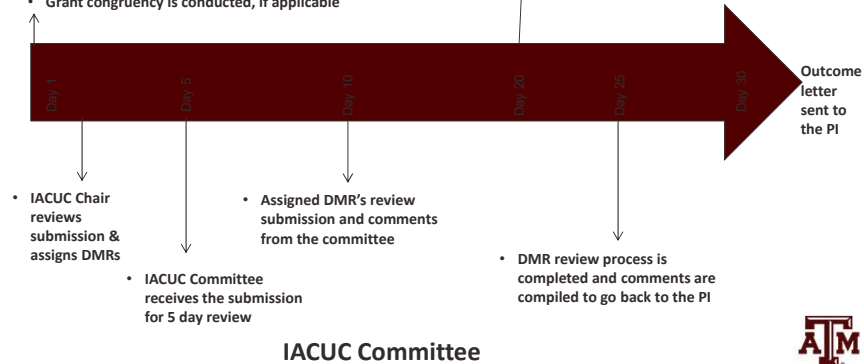 • Grant congruency is conducted, if applicable
Day 1
Day 5
Day 10
Day 20
Day 25
Day 30
Outcome
letter
sent to
the PI
• IACUC Chair
reviews
submission &
assigns DMRs
• IACUC Committee
receives the submission
for 5 day review
• Assigned DMR’s review
submission and comments
from the committee
• DMR review process is
completed and comments are
compiled to go back to the PI
IACUC Committee
ATM